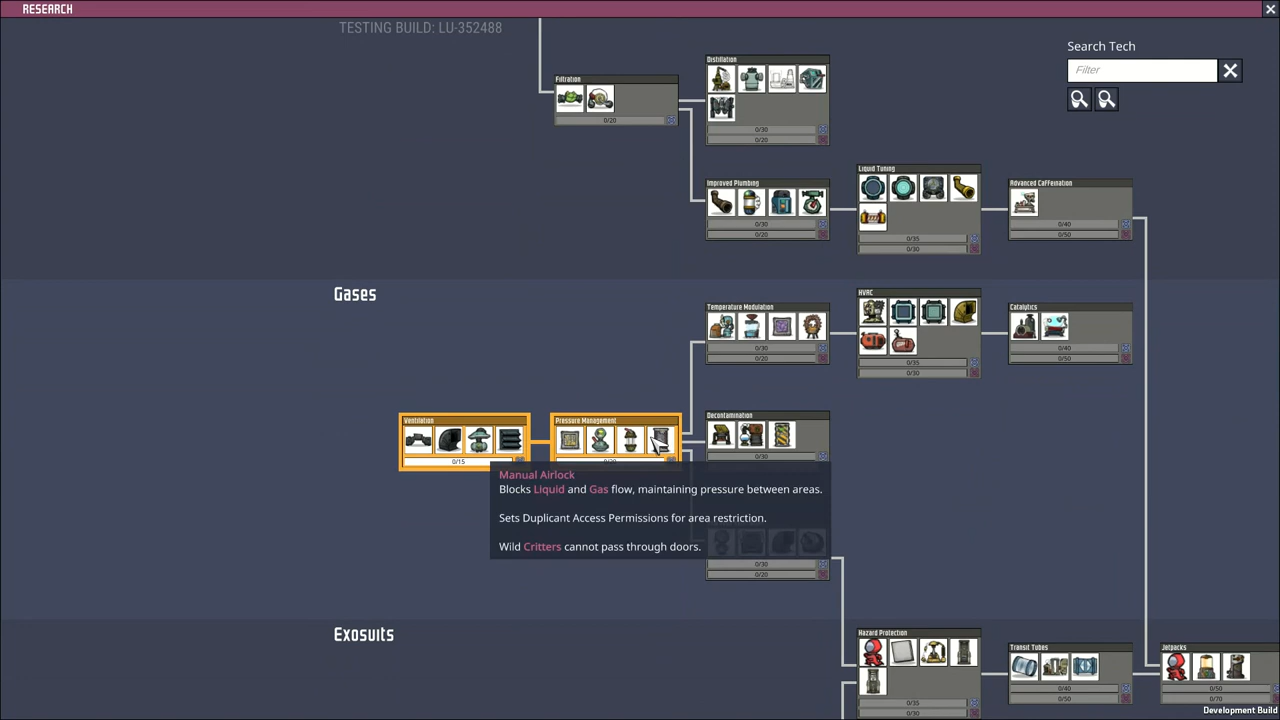 RESEARCH
TESTING BUILD: LU-352488
Search Tech
Filter
Distillation
0/30
0/20
Filtration
0/20
Improved Plumbing
0/30
0/20
Liquid Tuning
0/35
0/30
Advanced Caffeination
0/40
0/50
Gases
Temperature Modulation
0/30
0/20
HVAC
0/35
0/30
Catalytics
0/40
0/50
Ventilation
0/15
Pressure Management
Decontamination
0/30
Manual Airlock
Blocks Liquid and Gas flow, maintaining pressure between areas.
Sets Duplicant Access Permissions for area restriction.
Wild Critters cannot pass through doors.
0/30
0/20
Exosuits
Hazard Protection
0/35
0/30
Transit Tubes
0/40
0/50
Jetpacks
0/50
0/70
Development Build